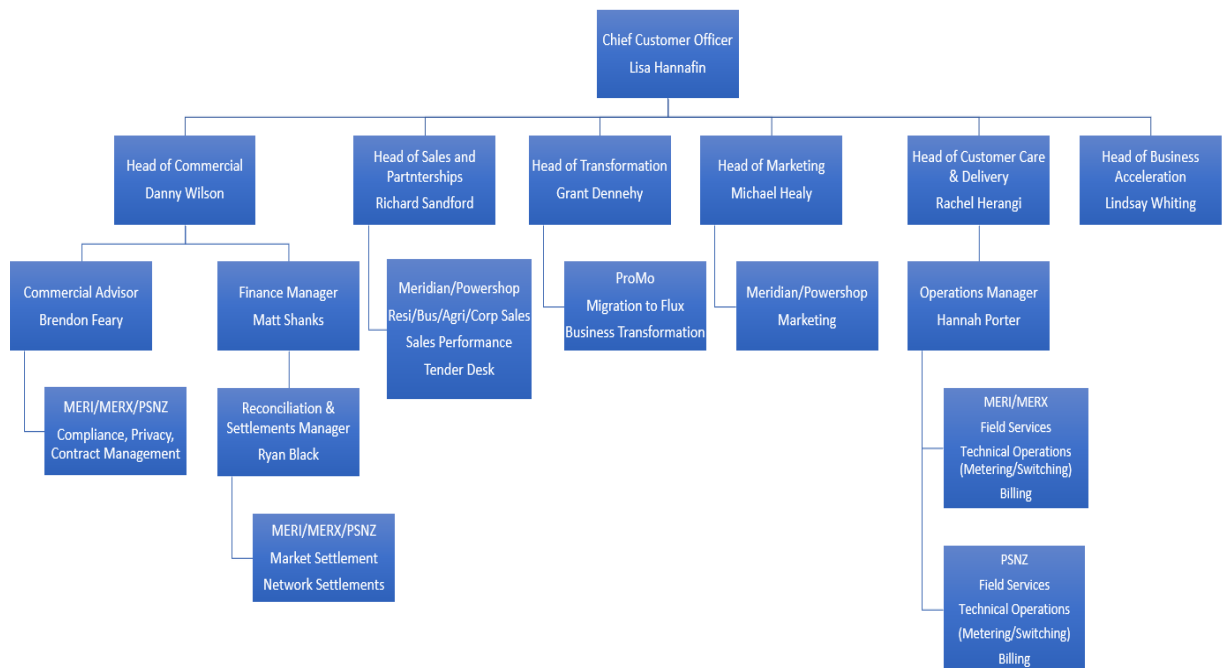 Chief Customer Officer
Lisa Hannafin
Head of Commercial
Danny Wilson
Head of Sales and
Partnterships
Richard Sandford
Head of Transformation
Grant Dennehy
Head of Marketing
Michael Healy
Head of Customer Care
& Delivery
Rachel Herangi
Head of Business
Acceleration
Lindsay Whiting
Commercial Advisor
Brendon Feary
Finance Manager
Matt Shanks
Meridian/Powershop
Resi/Bus/Agri/Corp Sales
Sales Performance
Tender Desk
ProMo
Migration to Flux
Business Transformation
Meridian/Powershop
Marketing
Operations Manager
Hannah Porter
MERI/MERX/PSNZ
Compliance, Privacy,
Contract Management
Reconciliation &
Settlements Manager
Ryan Black
MERI/MERX
Field Services
Technical Operations
(Metering/Switching)
Billing
MERI/MERX/PSNZ
Market Settlement
Network Settlements
PSNZ
Field Services
Technical Operations
(Metering/Switching)
Billing